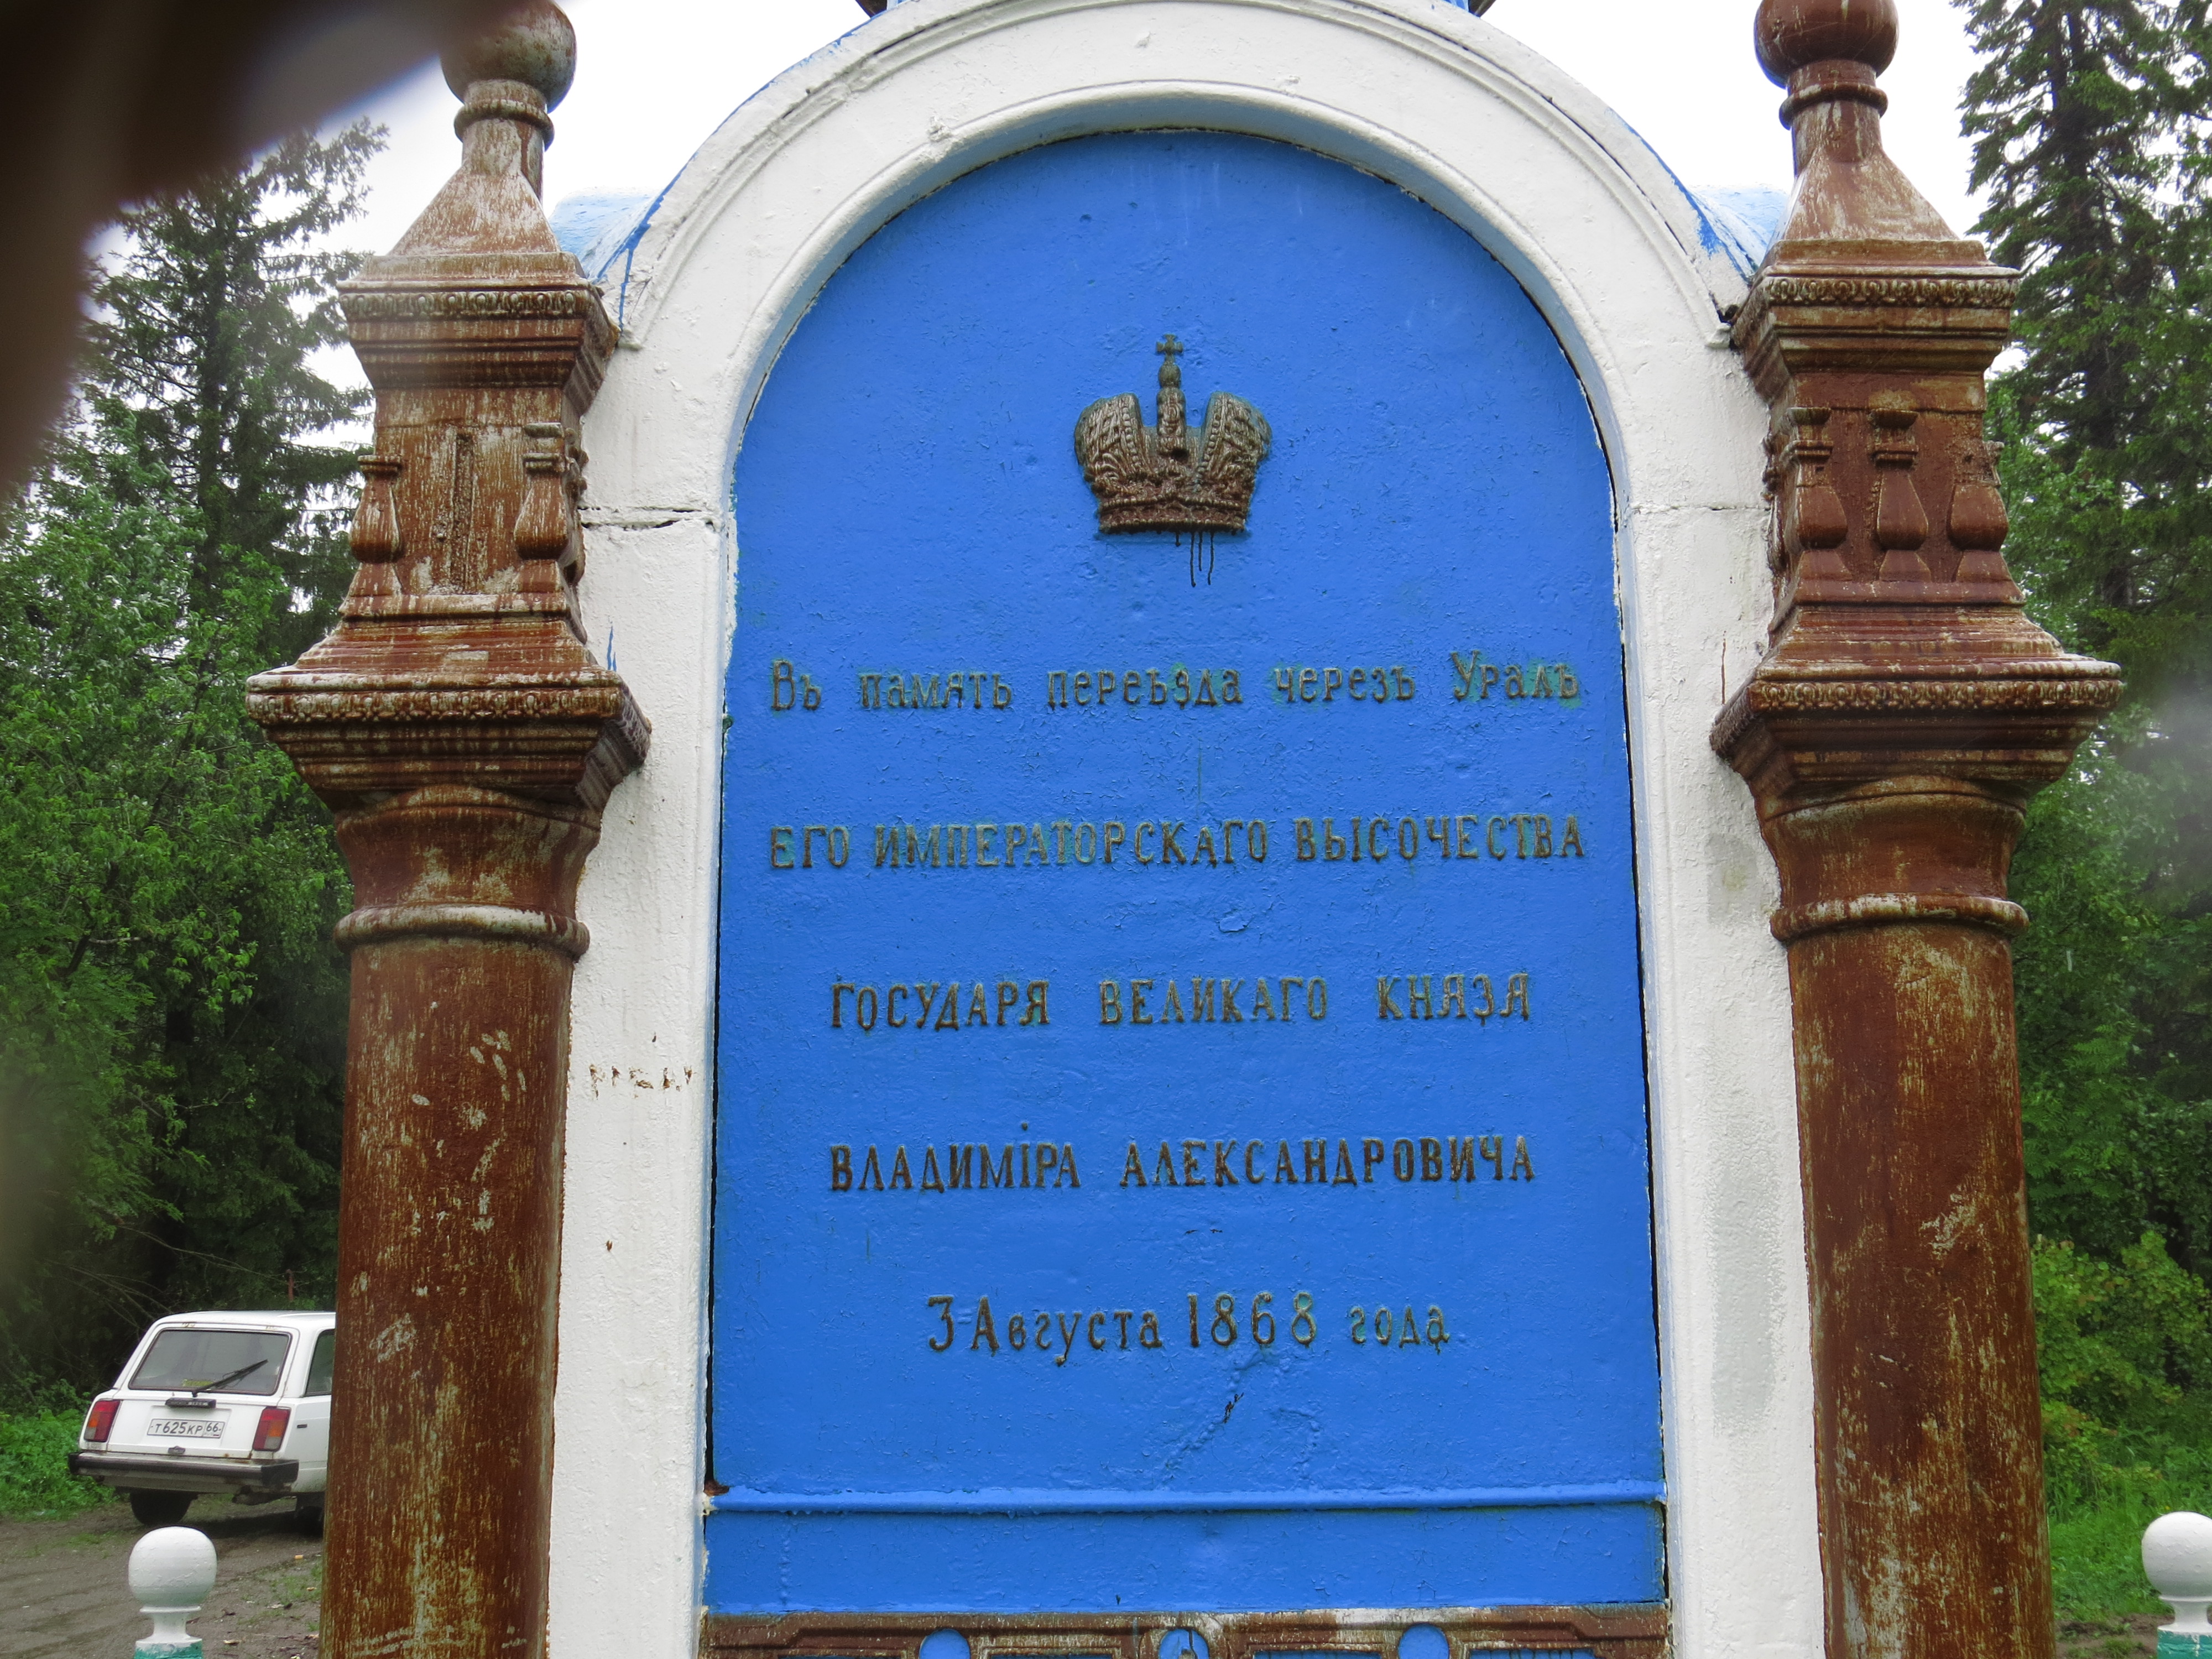 Въ память переѣзда черезъ Уралъ
ЕГО ИМПЕРАТОРСКАГО ВЫСОЧЕСТВА
ГОСУДАРЯ ВЕЛИКАГО КНЯЗЯ
ВЛАДИМІРА АЛЕКСАНДРОВИЧА
3 Августа 1868 года
Т625КР 66